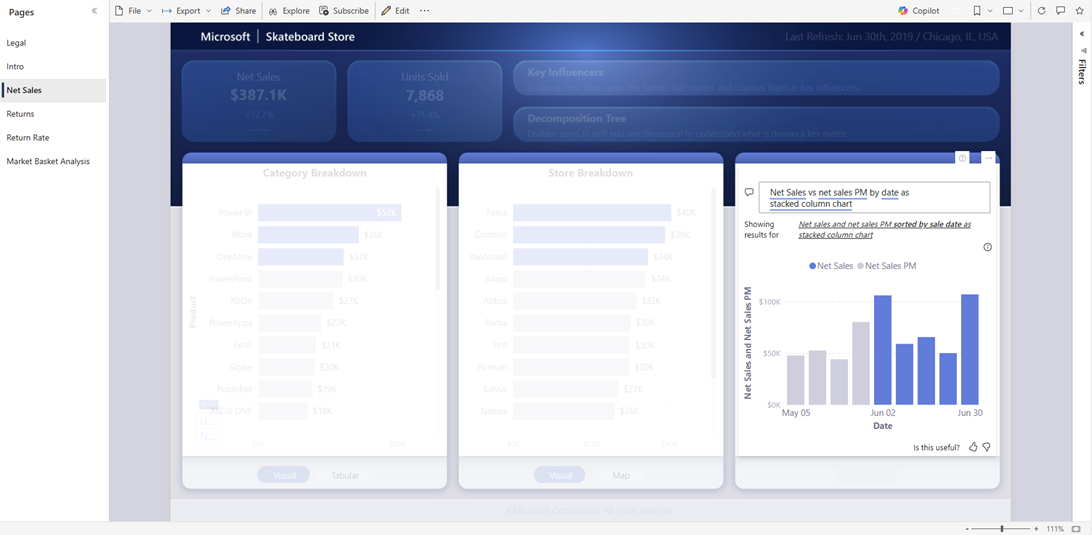 Pages
File
Export
Share
Explore
Subscribe
Edit
Copilot
Legal
Intro
Net Sales
Returns
Return Rate
Market Basket Analysis
Microsoft | Skateboard Store
Last Refresh: Jun 30th, 2019 / Chicago, IL, USA
Net Sales
$387.1K
+72.2%
Units Sold
7,868
+71.4%
Key Influencers
Analyzes your data, ranks the factors that matter, and displays them as key influencers.
Decomposition Tree
Enables users to drill into any dimension to understand what is driving a key metric.
Filters
Category Breakdown
Product
Power BI $52K
Word $36K
OneNote $31K
PowerPoint $30K
XBOX $27K
PowerApps $23K
Excel $21K
Skype $20K
Publisher $19K
XBOX ONE $18K
U...
N...
$0K $50K
Visual
Tabular
Store Breakdown
Fama $40K
Contoso $39K
VanArsdel $34K
Aliqui $34K
Abbas $32K
Barba $30K
Leo $30K
Pomum $30K
Salvus $27K
Natura $26K
$0K $20K $40K
Visual
Map
Net Sales vs net sales PM by date as
stacked column chart
Showing
results for
Net sales and net sales PM sorted by sale date as
stacked column chart
Net Sales Net Sales PM
Net Sales and Net Sales PM
$100K
$50K
$0K
May 05 Jun 02 Jun 30
Date
Is this useful?
©Microsoft Corporation. All rights reserved.
- + 111%